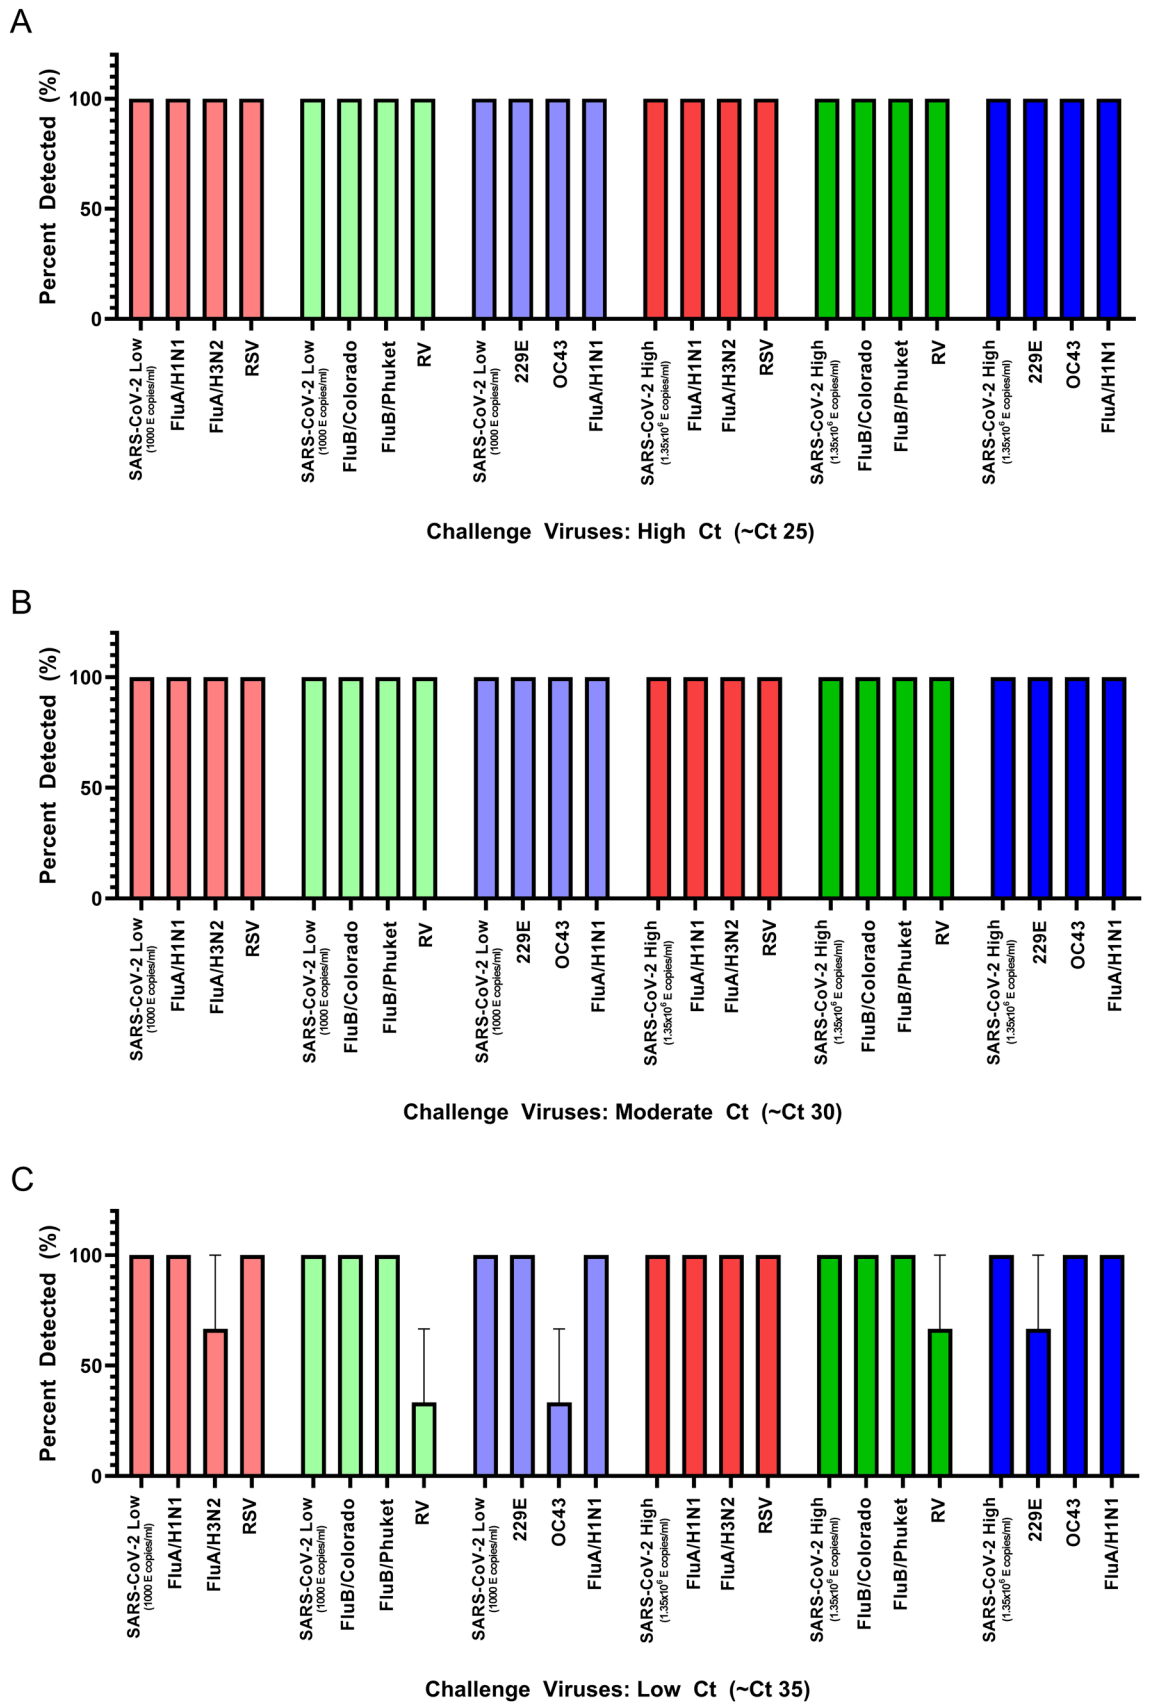 A
Percent Detected (%)
100
50
0
SARS-CoV-2 Low
(1000 E copies/ml)
FluA/H1N1
FluA/H3N2
RSV
SARS-CoV-2 Low
(1000 E copies/ml)
FluB/Colorado
FluB/Phuket
RV
SARS-CoV-2 Low
(1000 E copies/ml)
229E
OC43
FluA/H1N1
SARS-CoV-2 High
(1.35x10⁶ E copies/ml)
FluA/H1N1
FluA/H3N2
RSV
SARS-CoV-2 High
(1.35x10⁶ E copies/ml)
FluB/Colorado
FluB/Phuket
RV
SARS-CoV-2 High
(1.35x10⁶ E copies/ml)
229E
OC43
FluA/H1N1
Challenge Viruses: High Ct (~Ct 25)
B
Percent Detected (%)
100
50
0
SARS-CoV-2 Low
(1000 E copies/ml)
FluA/H1N1
FluA/H3N2
RSV
SARS-CoV-2 Low
(1000 E copies/ml)
FluB/Colorado
FluB/Phuket
RV
SARS-CoV-2 Low
(1000 E copies/ml)
229E
OC43
FluA/H1N1
SARS-CoV-2 High
(1.35x10⁶ E copies/ml)
FluA/H1N1
FluA/H3N2
RSV
SARS-CoV-2 High
(1.35x10⁶ E copies/ml)
FluB/Colorado
FluB/Phuket
RV
SARS-CoV-2 High
(1.35x10⁶ E copies/ml)
229E
OC43
FluA/H1N1
Challenge Viruses: Moderate Ct (~Ct 30)
C
Percent Detected (%)
100
50
0
SARS-CoV-2 Low
(1000 E copies/ml)
FluA/H1N1
FluA/H3N2
RSV
SARS-CoV-2 Low
(1000 E copies/ml)
FluB/Colorado
FluB/Phuket
RV
SARS-CoV-2 Low
(1000 E copies/ml)
229E
OC43
FluA/H1N1
SARS-CoV-2 High
(1.35x10⁶ E copies/ml)
FluA/H1N1
FluA/H3N2
RSV
SARS-CoV-2 High
(1.35x10⁶ E copies/ml)
FluB/Colorado
FluB/Phuket
RV
SARS-CoV-2 High
(1.35x10⁶ E copies/ml)
229E
OC43
FluA/H1N1
Challenge Viruses: Low Ct (~Ct 35)